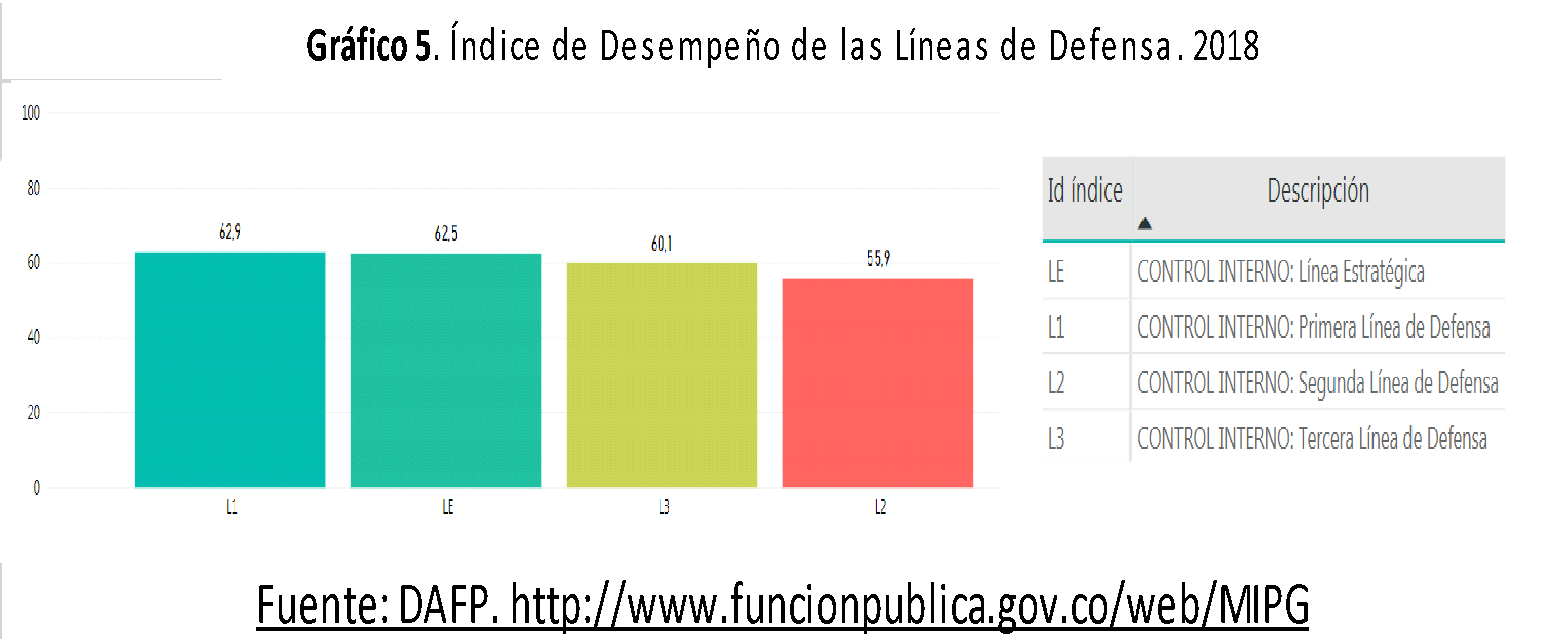 Gráfico 5. Índice de Desempeño de las Líneas de Defensa. 2018
100
80
60
40
20
0
62,9
62,5
60,1
55,9
L1
LE
L3
L2
Id índice Descripción
LE CONTROL INTERNO: Línea Estratégica
L1 CONTROL INTERNO: Primera Línea de Defensa
L2 CONTROL INTERNO: Segunda Línea de Defensa
L3 CONTROL INTERNO: Tercera Línea de Defensa
Fuente: DAFP. http://www.funcionpublica.gov.co/web/MIPG